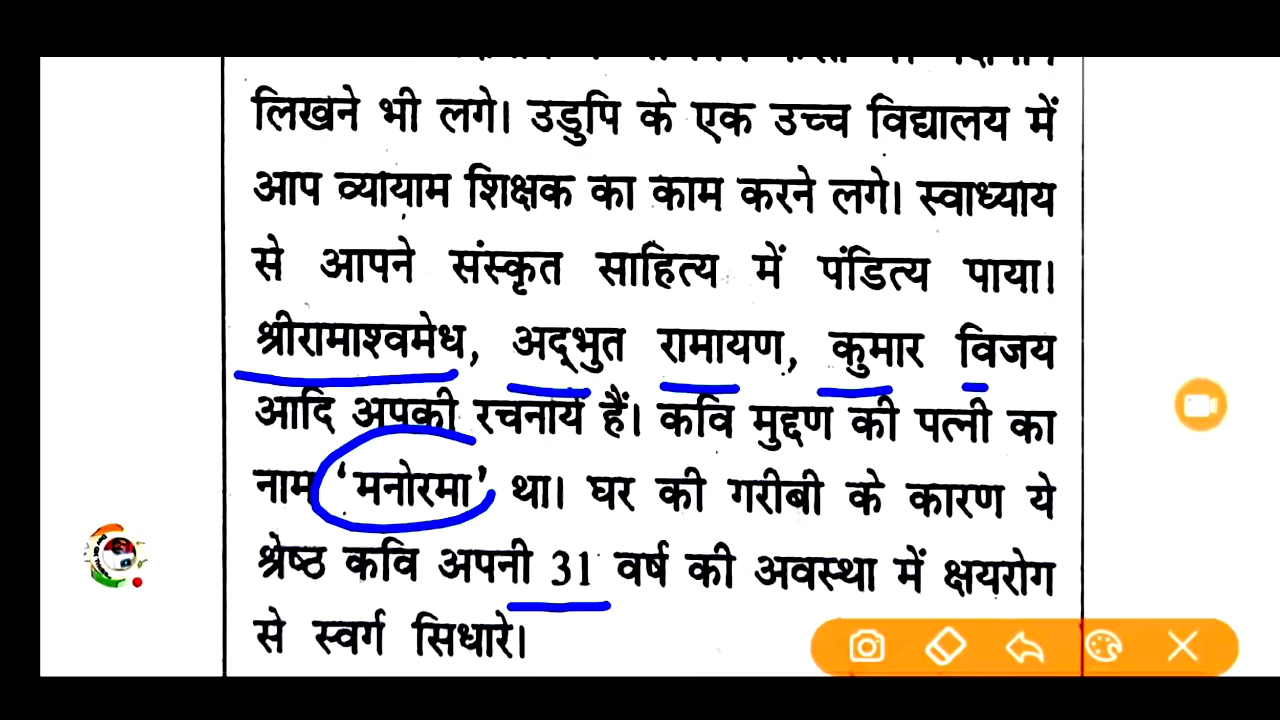 लिखने भी लगे। उडुपि के एक उच्च विद्यालय में
आप व्यायाम शिक्षक का काम करने लगे। स्वाध्याय
से आपने संस्कृत साहित्य में पंडित्य पाया।
श्रीरामाश्वमेध, अद्भुत रामायण, कुमार विजय
आदि अपकी रचनायें हैं। कवि मुद्दण की पत्नी का
नाम 'मनोरमा' था। घर की गरीबी के कारण ये
श्रेष्ठ कवि अपनी 31 वर्ष की अवस्था में क्षयरोग
से स्वर्ग सिधारे।